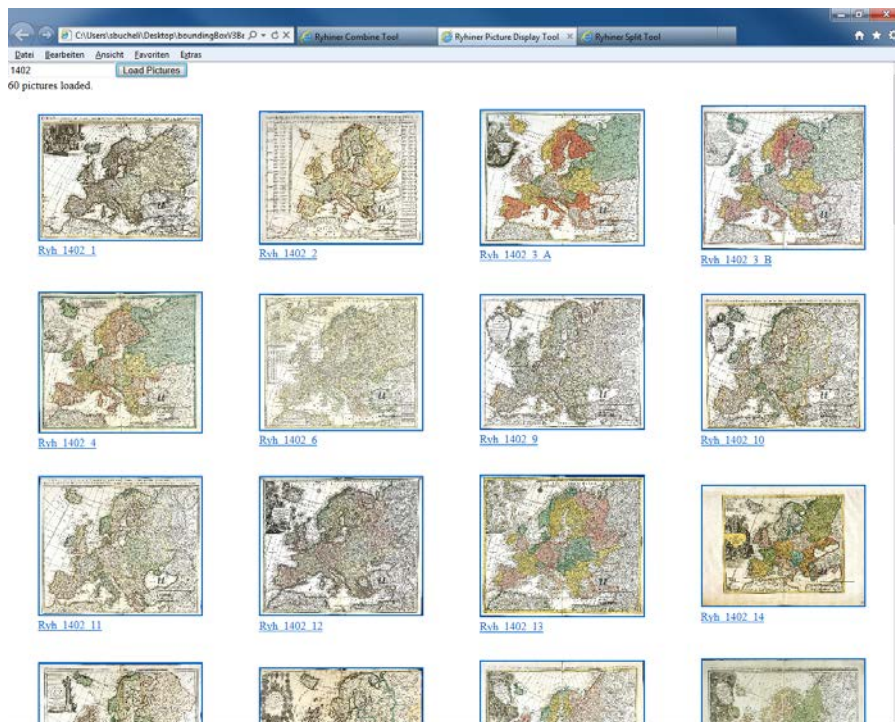 C:\Users\sbucheli\Desktop\boundingBoxV3Be
Ryhiner Combine Tool
Ryhiner Picture Display Tool
Ryhiner Split Tool
Datei Bearbeiten Ansicht Favoriten Extras
1402 Load Pictures
60 pictures loaded.
Ryh_1402_1
Ryh_1402_2
Ryh_1402_3_A
Ryh_1402_3_B
Ryh_1402_4
Ryh_1402_6
Ryh_1402_9
Ryh_1402_10
Ryh_1402_11
Ryh_1402_12
Ryh_1402_13
Ryh_1402_14